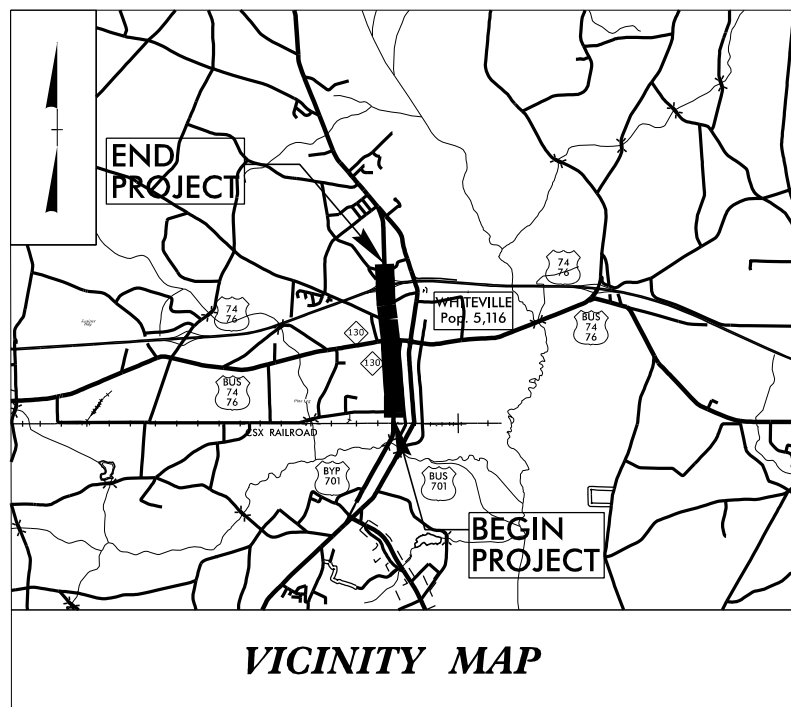 END
PROJECT
74
76
WHITEVILLE
Pop. 5,116
74
76
BUS
74
76
130
130
BUS
74
76
CSX RAILROAD
BYP
701
BUS
701
BEGIN
PROJECT
VICINITY MAP